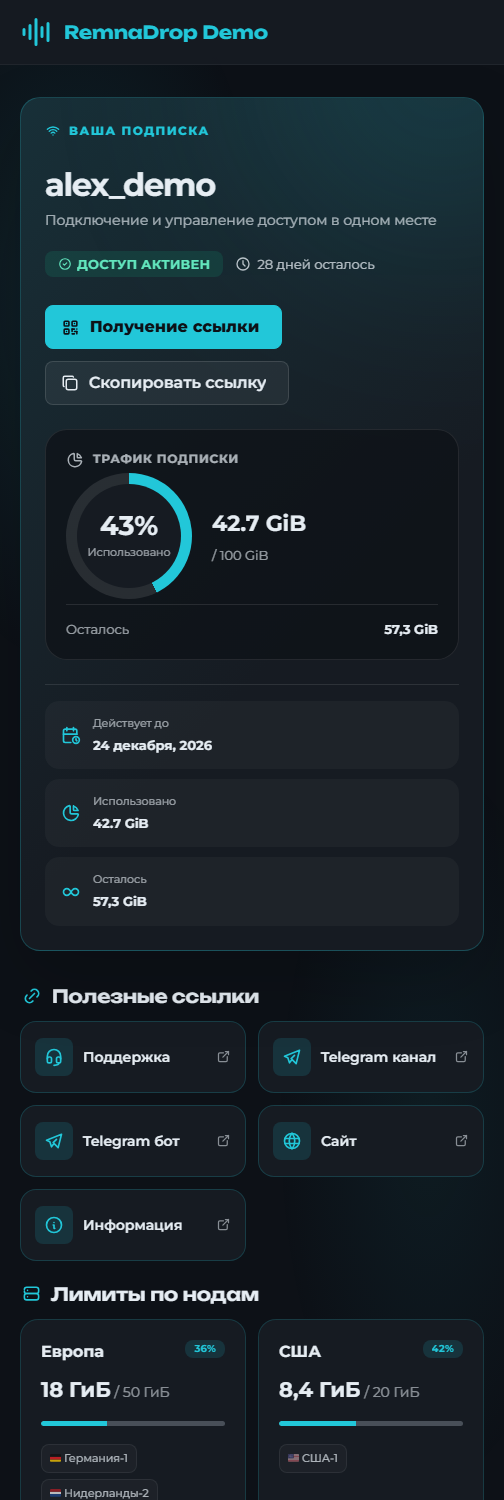 RemnaDrop Demo
ВАША ПОДПИСКА
alex_demo
Подключение и управление доступом в одном месте
ДОСТУП АКТИВЕН 28 дней осталось
Получение ссылки
Скопировать ссылку
ТРАФИК ПОДПИСКИ
43%
Использовано
42.7 GiB
/ 100 GiB
Осталось 57,3 GiB
Действует до
24 декабря, 2026
Использовано
42.7 GiB
Осталось
57,3 GiB
Полезные ссылки
Поддержка
Telegram канал
Telegram бот
Сайт
Информация
Лимиты по нодам
Европа 36%
18 ГиБ / 50 ГиБ
Германия-1
Нидерланды-2
США 42%
8,4 ГиБ / 20 ГиБ
США-1